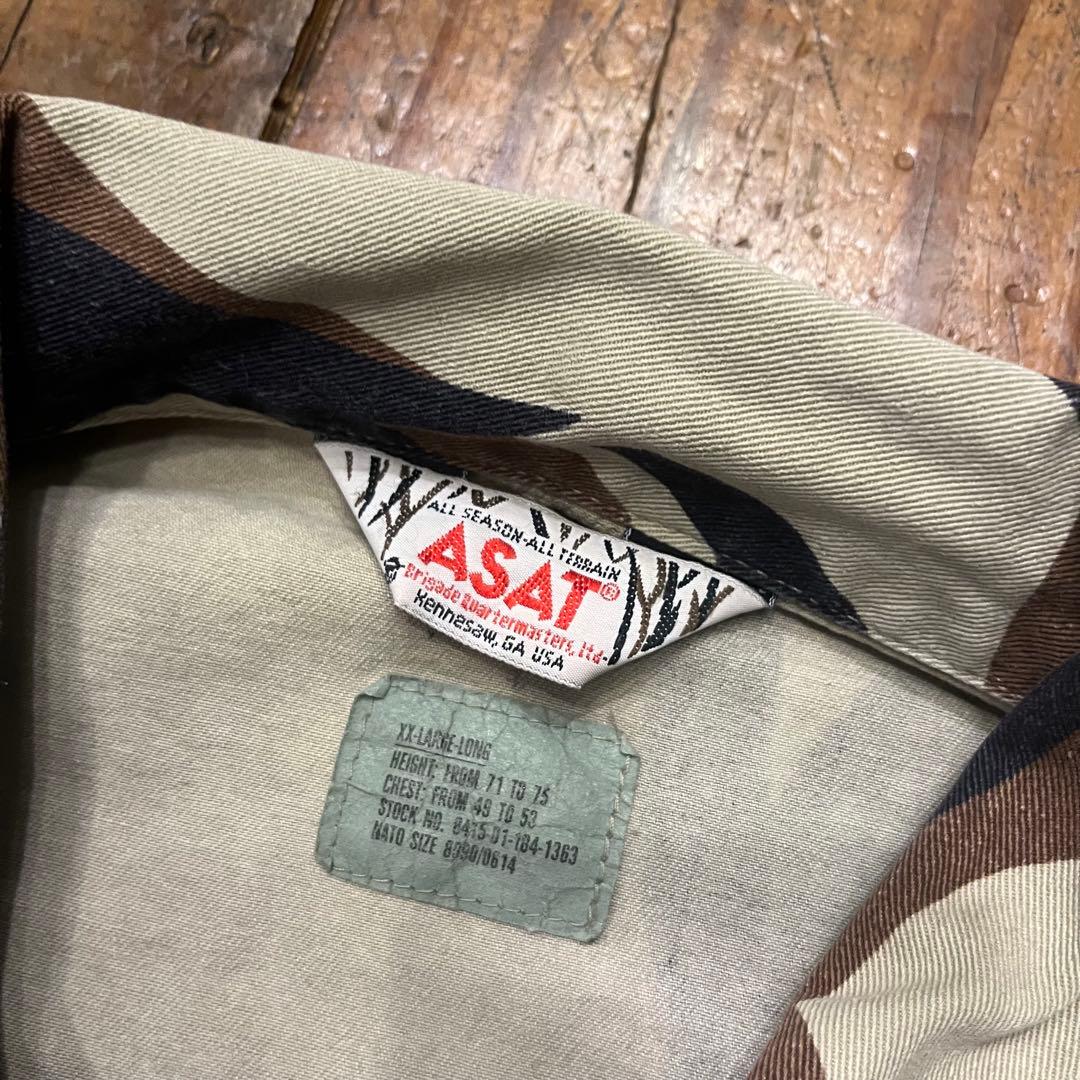 ALL SEASON-ALL TERRAIN
ASAT®
Brigade Quartermasters, Ltd.
Kennesaw, GA USA
XX-LARGE-LONG
HEIGHT: FROM 71 TO 75
CHEST: FROM 49 TO 53
STOCK NO. 8415-01-184-1363
NATO SIZE 8090/0614